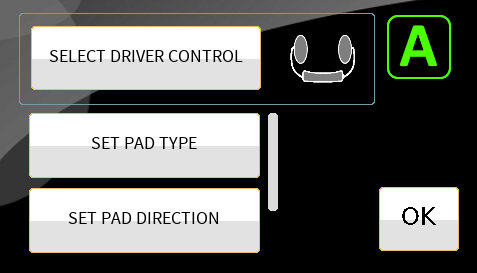 SELECT DRIVER CONTROL
A
SET PAD TYPE
SET PAD DIRECTION
OK